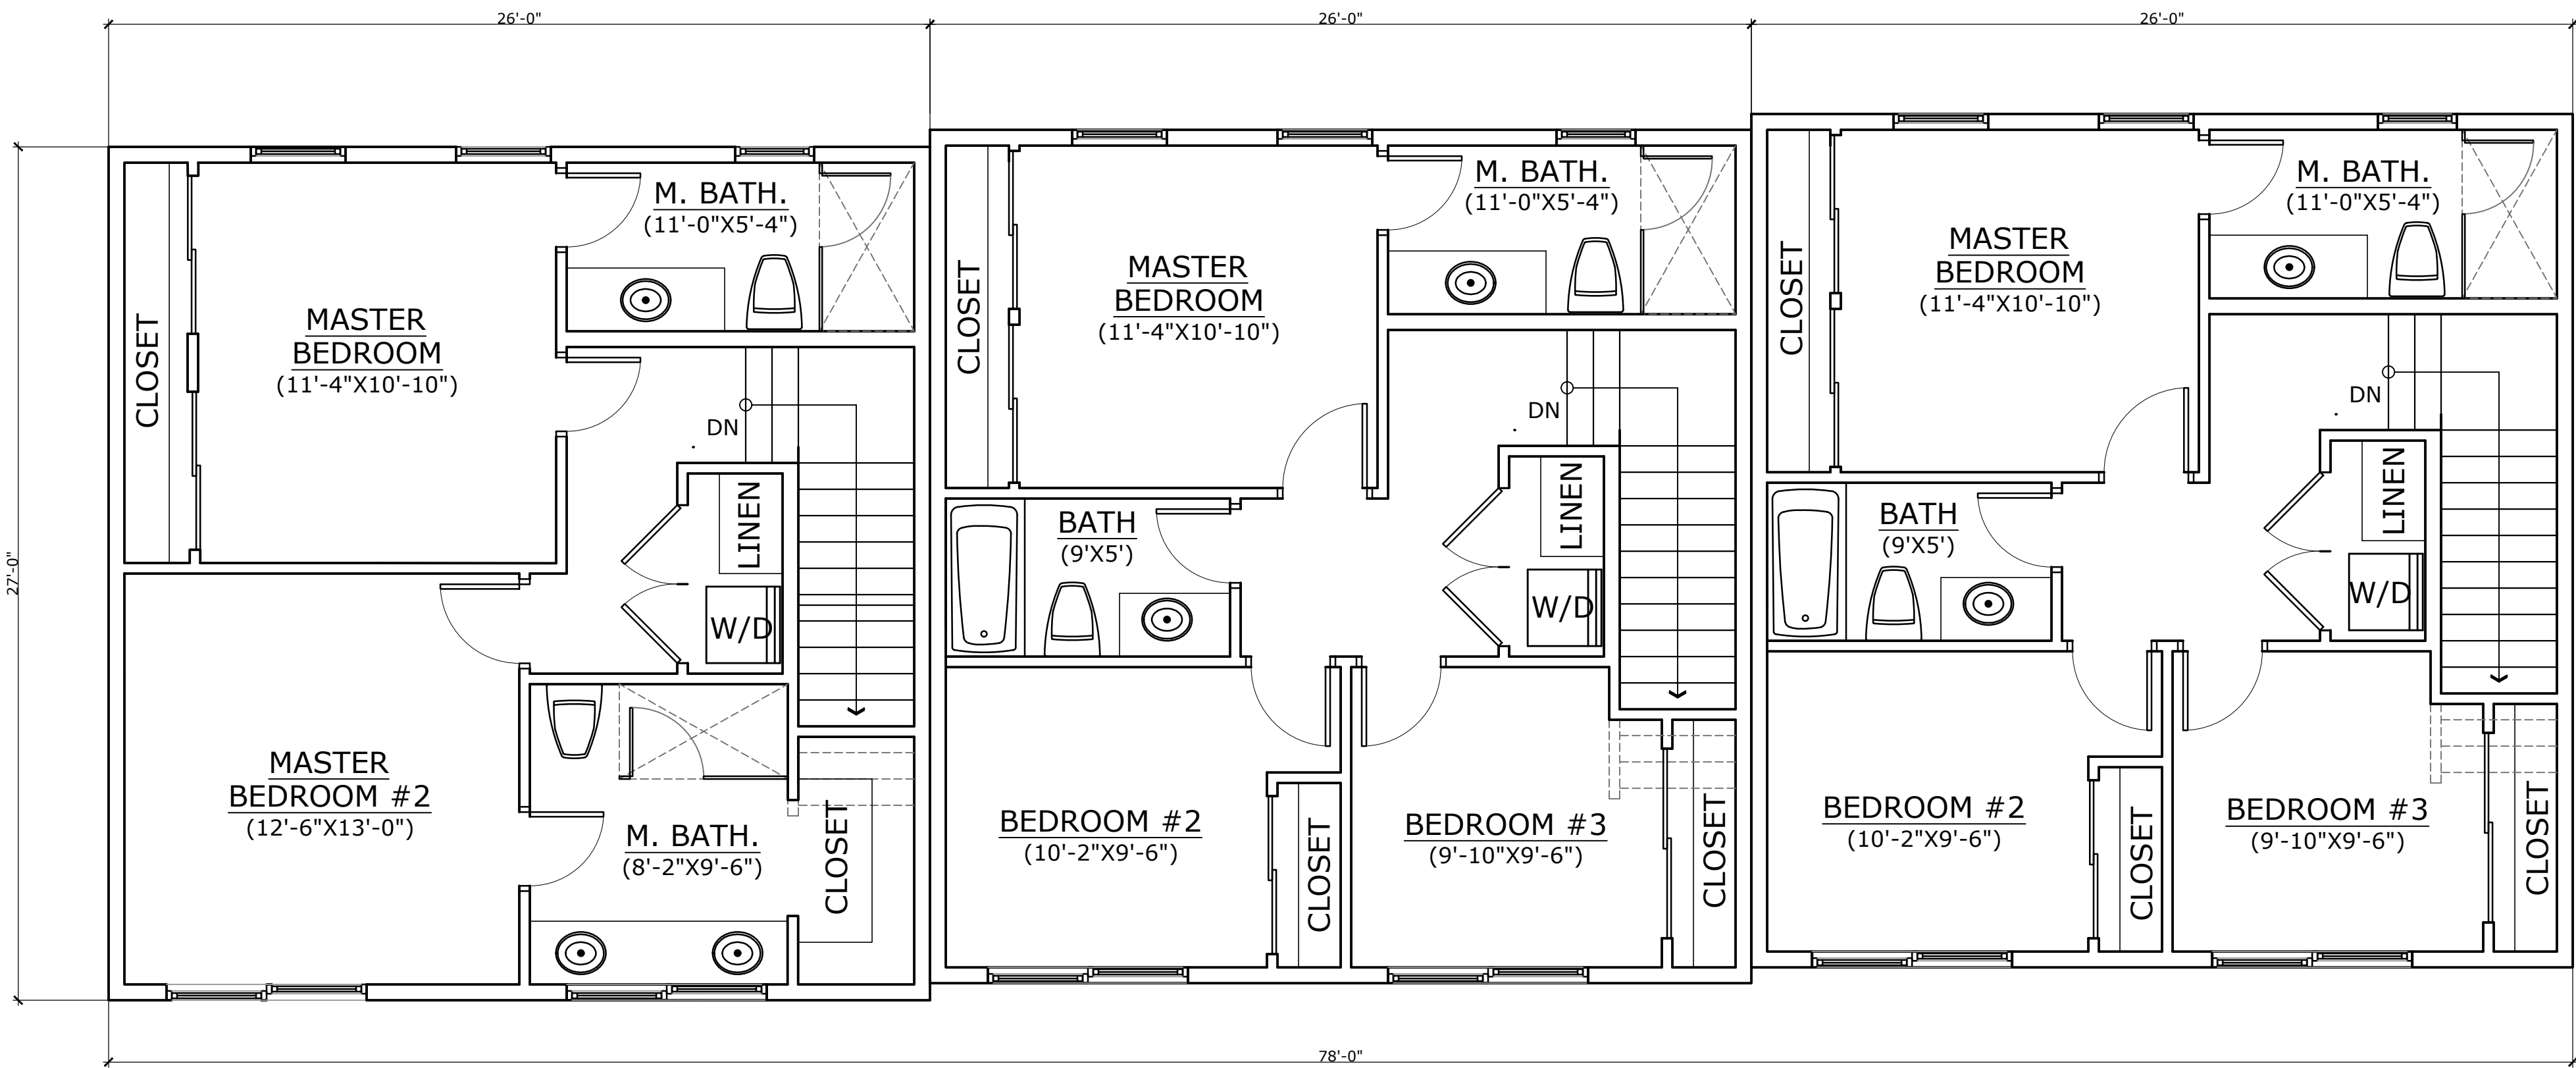 26'-0"
26'-0"
26'-0"
27'-0"
CLOSET
MASTER
BEDROOM
(11'-4"X10'-10")
M. BATH.
(11'-0"X5'-4")
DN
LINEN
W/D
MASTER
BEDROOM #2
(12'-6"X13'-0")
M. BATH.
(8'-2"X9'-6")
CLOSET
CLOSET
MASTER
BEDROOM
(11'-4"X10'-10")
M. BATH.
(11'-0"X5'-4")
DN
LINEN
W/D
BATH
(9'X5')
BEDROOM #2
(10'-2"X9'-6")
CLOSET
BEDROOM #3
(9'-10"X9'-6")
CLOSET
CLOSET
MASTER
BEDROOM
(11'-4"X10'-10")
M. BATH.
(11'-0"X5'-4")
DN
LINEN
W/D
BATH
(9'X5')
BEDROOM #2
(10'-2"X9'-6")
CLOSET
BEDROOM #3
(9'-10"X9'-6")
CLOSET
78'-0"